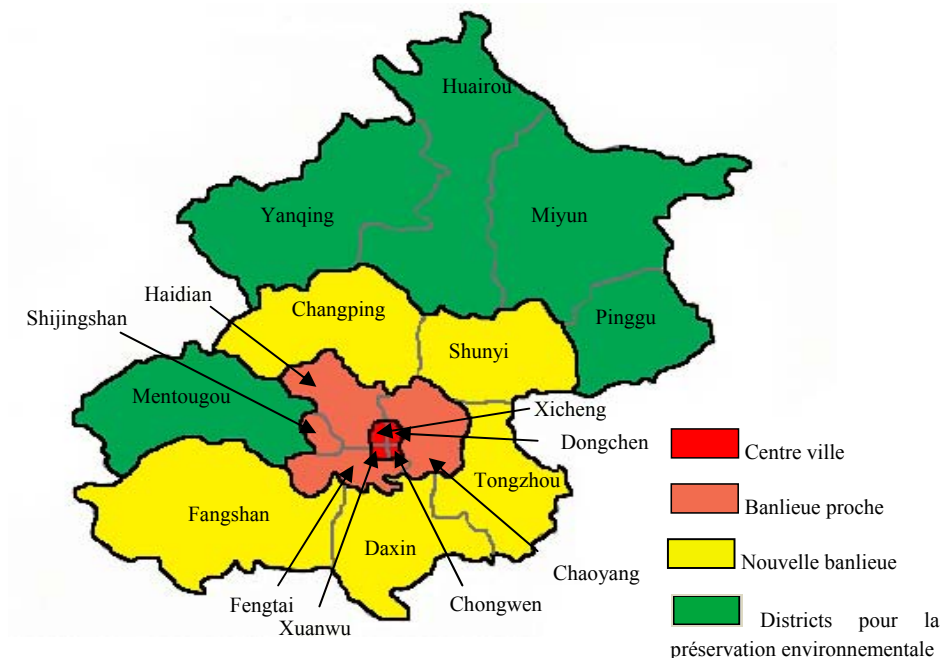 Huairou
Yanqing
Miyun
Haidian
Changping
Shijingshan
Pinggu
Shunyi
Mentougou
Xicheng
Dongchen
Centre ville
Tongzhou
Fangshan
Banlieue proche
Daxin
Nouvelle banlieue
Chaoyang
Fengtai
Chongwen
Xuanwu
Districts pour la
préservation environnementale